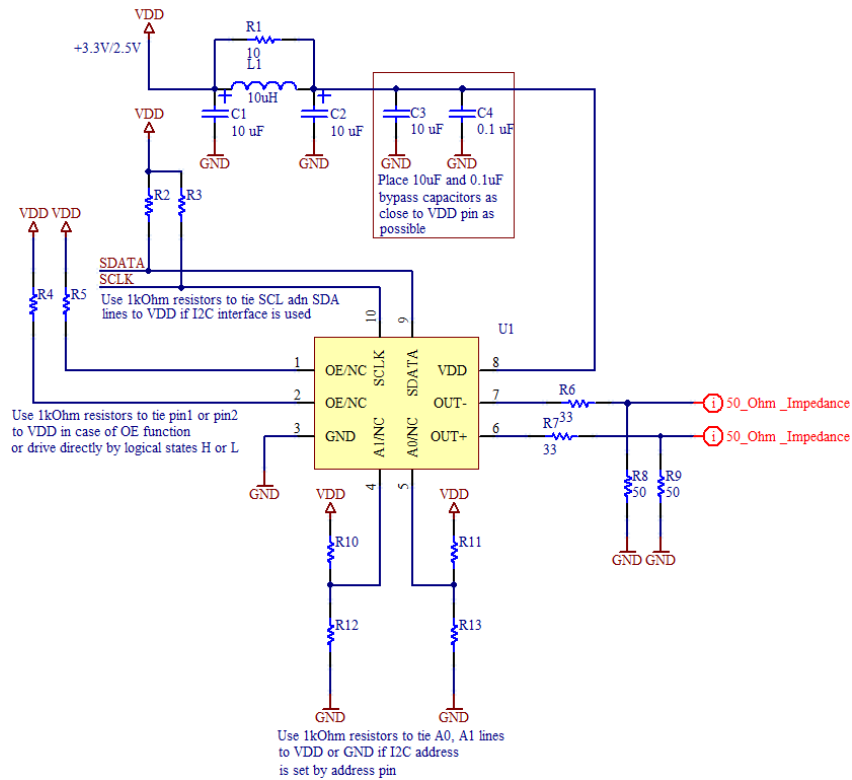 VDD
+3.3V/2.5V
R1
10
L1
10uH
C1
10 uF
GND
C2
10 uF
GND
C3
10 uF
GND
C4
0.1 uF
GND
Place 10uF and 0.1uF
bypass capacitors as
close to VDD pin as
possible
VDD
R2
R3
VDD
VDD
R4
R5
SDATA
SCLK
Use 1kOhm resistors to tie SCL adn SDA
lines to VDD if I2C interface is used
10
9
U1
1
OE/NC
SCLK
SDATA
VDD
8
2
OE/NC
OUT-
7
3
GND
A1/NC
A0/NC
OUT+
6
4
5
Use 1kOhm resistors to tie pin1 or pin2
to VDD in case of OE function
or drive directly by logical states H or L
GND
R6
33
R7
33
i 50_Ohm _Impedance
i 50_Ohm _Impedance
R8
50
R9
50
GND
GND
VDD
VDD
R10
R11
R12
R13
GND
GND
Use 1kOhm resistors to tie A0, A1 lines
to VDD or GND if I2C address
is set by address pin